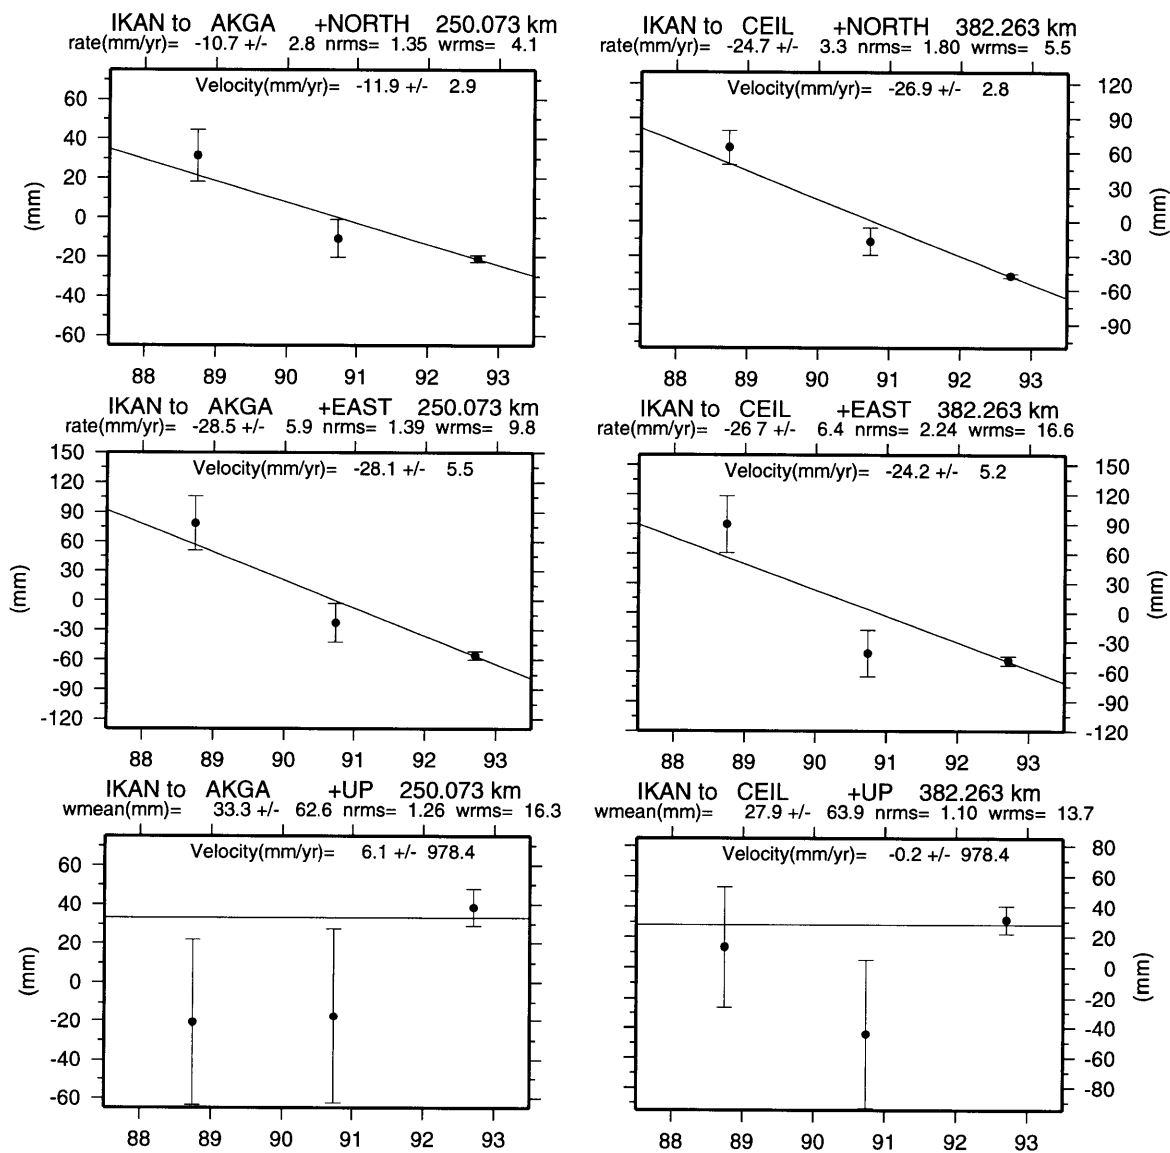 IKAN to AKGA +NORTH 250.073 km
rate(mm/yr)= -10.7 +/- 2.8 nrms= 1.35 wrms= 4.1
Velocity(mm/yr)= -11.9 +/- 2.9
60
40
20
0
-20
-40
-60
(mm)
88 89 90 91 92 93
IKAN to CEIL +NORTH 382.263 km
rate(mm/yr)= -24.7 +/- 3.3 nrms= 1.80 wrms= 5.5
Velocity(mm/yr)= -26.9 +/- 2.8
120
90
60
30
0
-30
-60
-90
(mm)
88 89 90 91 92 93
IKAN to AKGA +EAST 250.073 km
rate(mm/yr)= -28.5 +/- 5.9 nrms= 1.39 wrms= 9.8
Velocity(mm/yr)= -28.1 +/- 5.5
150
120
90
60
30
0
-30
-60
-90
-120
(mm)
88 89 90 91 92 93
IKAN to CEIL +EAST 382.263 km
rate(mm/yr)= -26 7 +/- 6.4 nrms= 2.24 wrms= 16.6
Velocity(mm/yr)= -24.2 +/- 5.2
150
120
90
60
30
0
-30
-60
-90
-120
(mm)
88 89 90 91 92 93
IKAN to AKGA +UP 250.073 km
wmean(mm)= 33.3 +/- 62.6 nrms= 1.26 wrms= 16.3
Velocity(mm/yr)= 6.1 +/- 978.4
60
40
20
0
-20
-40
-60
(mm)
88 89 90 91 92 93
IKAN to CEIL +UP 382.263 km
wmean(mm)= 27.9 +/- 63.9 nrms= 1.10 wrms= 13.7
Velocity(mm/yr)= -0.2 +/- 978.4
80
60
40
20
0
-20
-40
-60
-80
(mm)
88 89 90 91 92 93